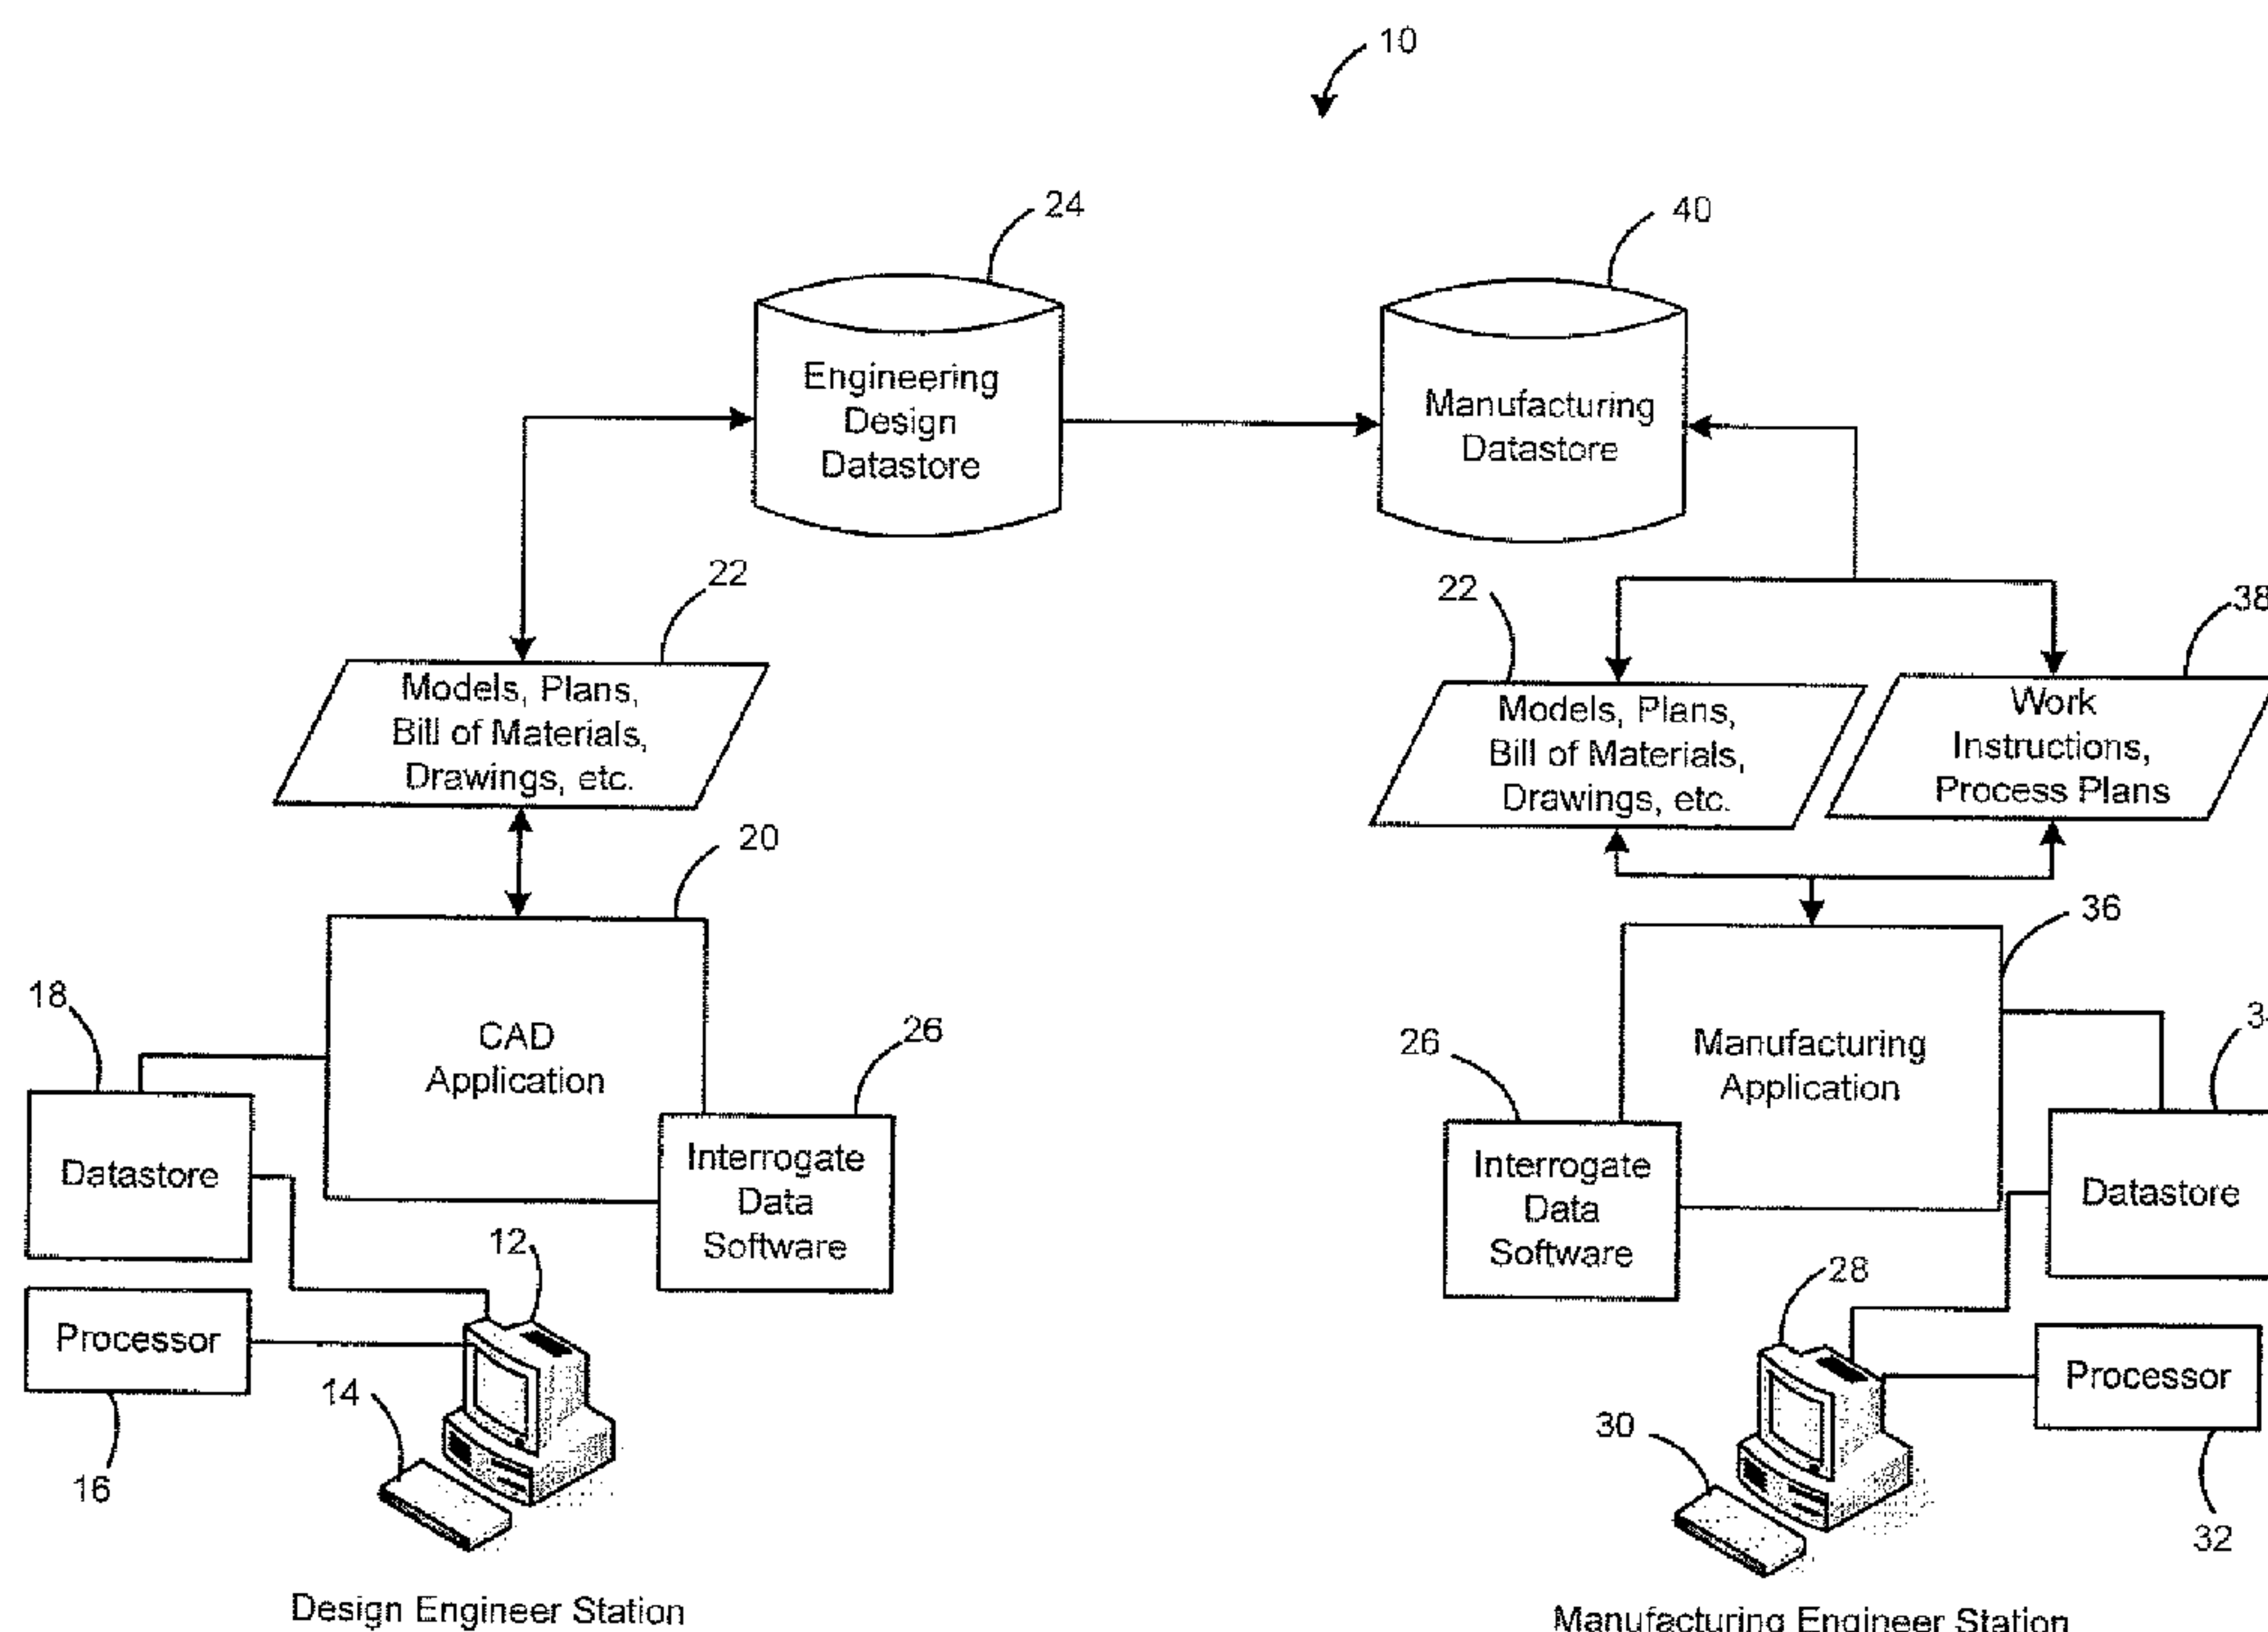 10
24
40
Engineering
Design
Datastore
Manufacturing
Datastore
22
22
38
Models, Plans,
Bill of Materials,
Drawings, etc.
Models, Plans,
Bill of Materials,
Drawings, etc.
Work
Instructions,
Process Plans
20
36
18
CAD
Application
26
26
Manufacturing
Application
Datastore
Interrogate
Data
Software
Interrogate
Data
Software
Datastore
12
28
Processor
14
16
30
Processor
32
Design Engineer Station
Manufacturing Engineer Station